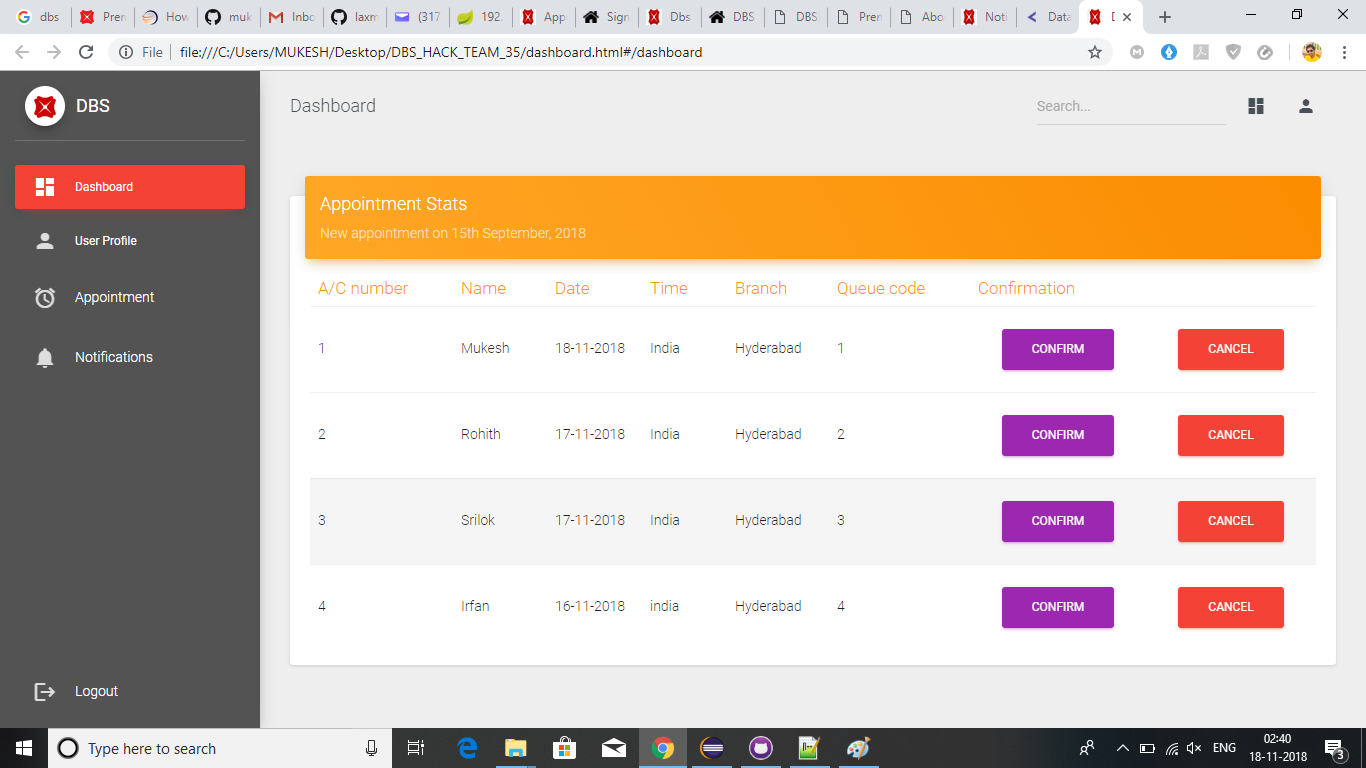 dbs Pren How muk Inbo laxm (317 192. App Sign Dbs DBS DBS Pren Abo Noti Data D
File file:///C:/Users/MUKESH/Desktop/DBS_HACK_TEAM_35/dashboard.html#/dashboard
DBS
Dashboard
User Profile
Appointment
Notifications
Logout
Dashboard
Search...
Appointment Stats
New appointment on 15th September, 2018
A/C number Name Date Time Branch Queue code Confirmation
1 Mukesh 18-11-2018 India Hyderabad 1 CONFIRM CANCEL
2 Rohith 17-11-2018 India Hyderabad 2 CONFIRM CANCEL
3 Srilok 17-11-2018 India Hyderabad 3 CONFIRM CANCEL
4 Irfan 16-11-2018 india Hyderabad 4 CONFIRM CANCEL
Type here to search
ENG
02:40
18-11-2018
3